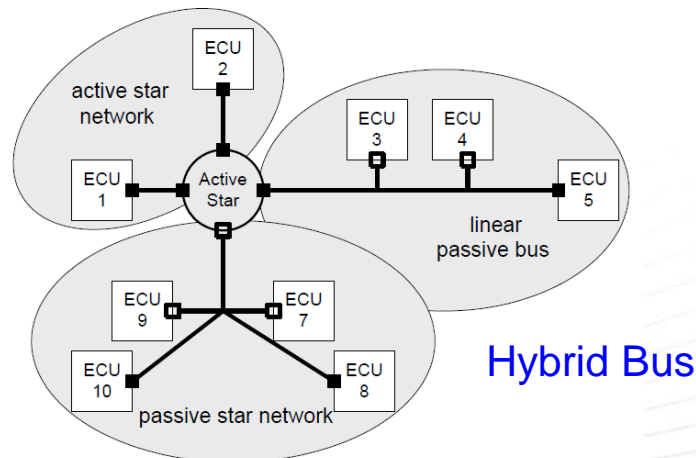 ECU
2
active star
network
ECU
3
ECU
4
ECU
1
Active
Star
ECU
5
linear
passive bus
ECU
9
ECU
7
Hybrid Bus
ECU
10
ECU
8
passive star network